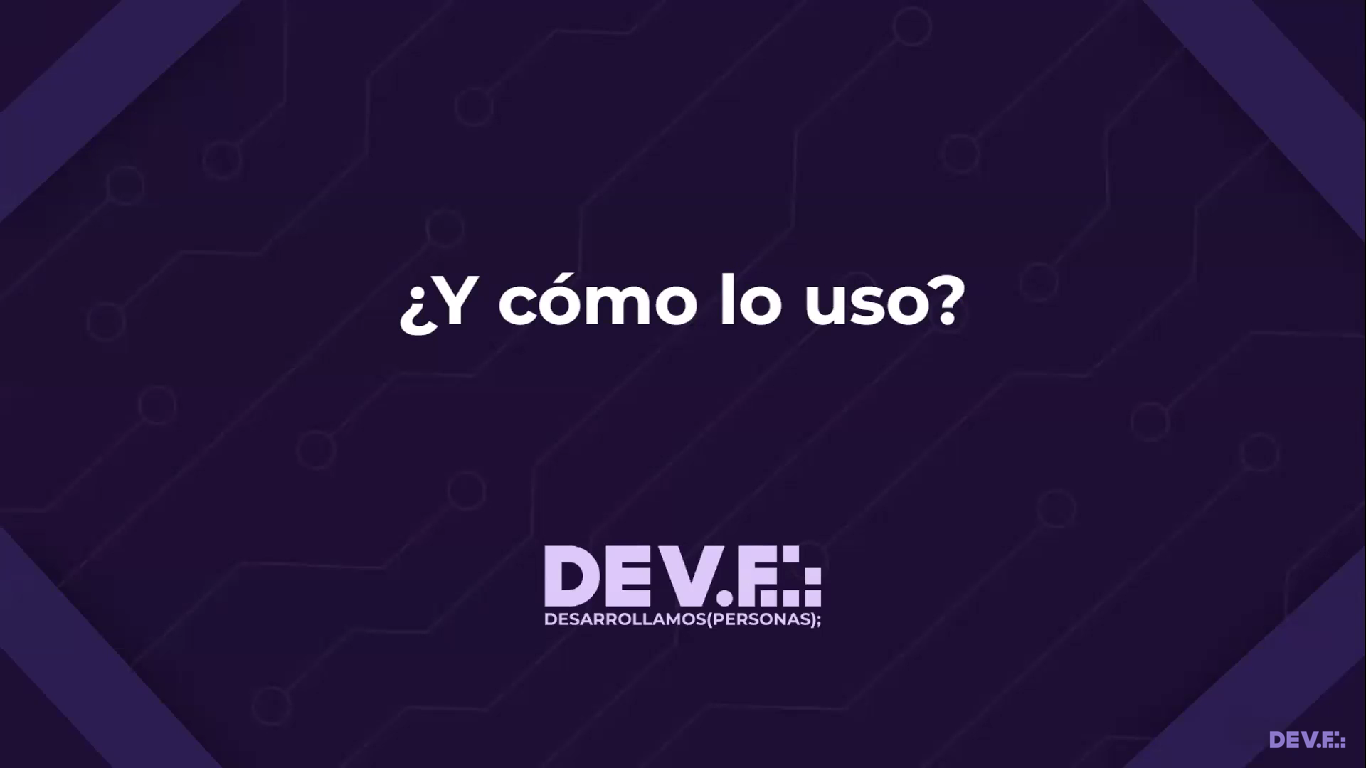 ¿Y cómo lo uso?
DEV.F.:
DESARROLLAMOS(PERSONAS);
DEV.F.: